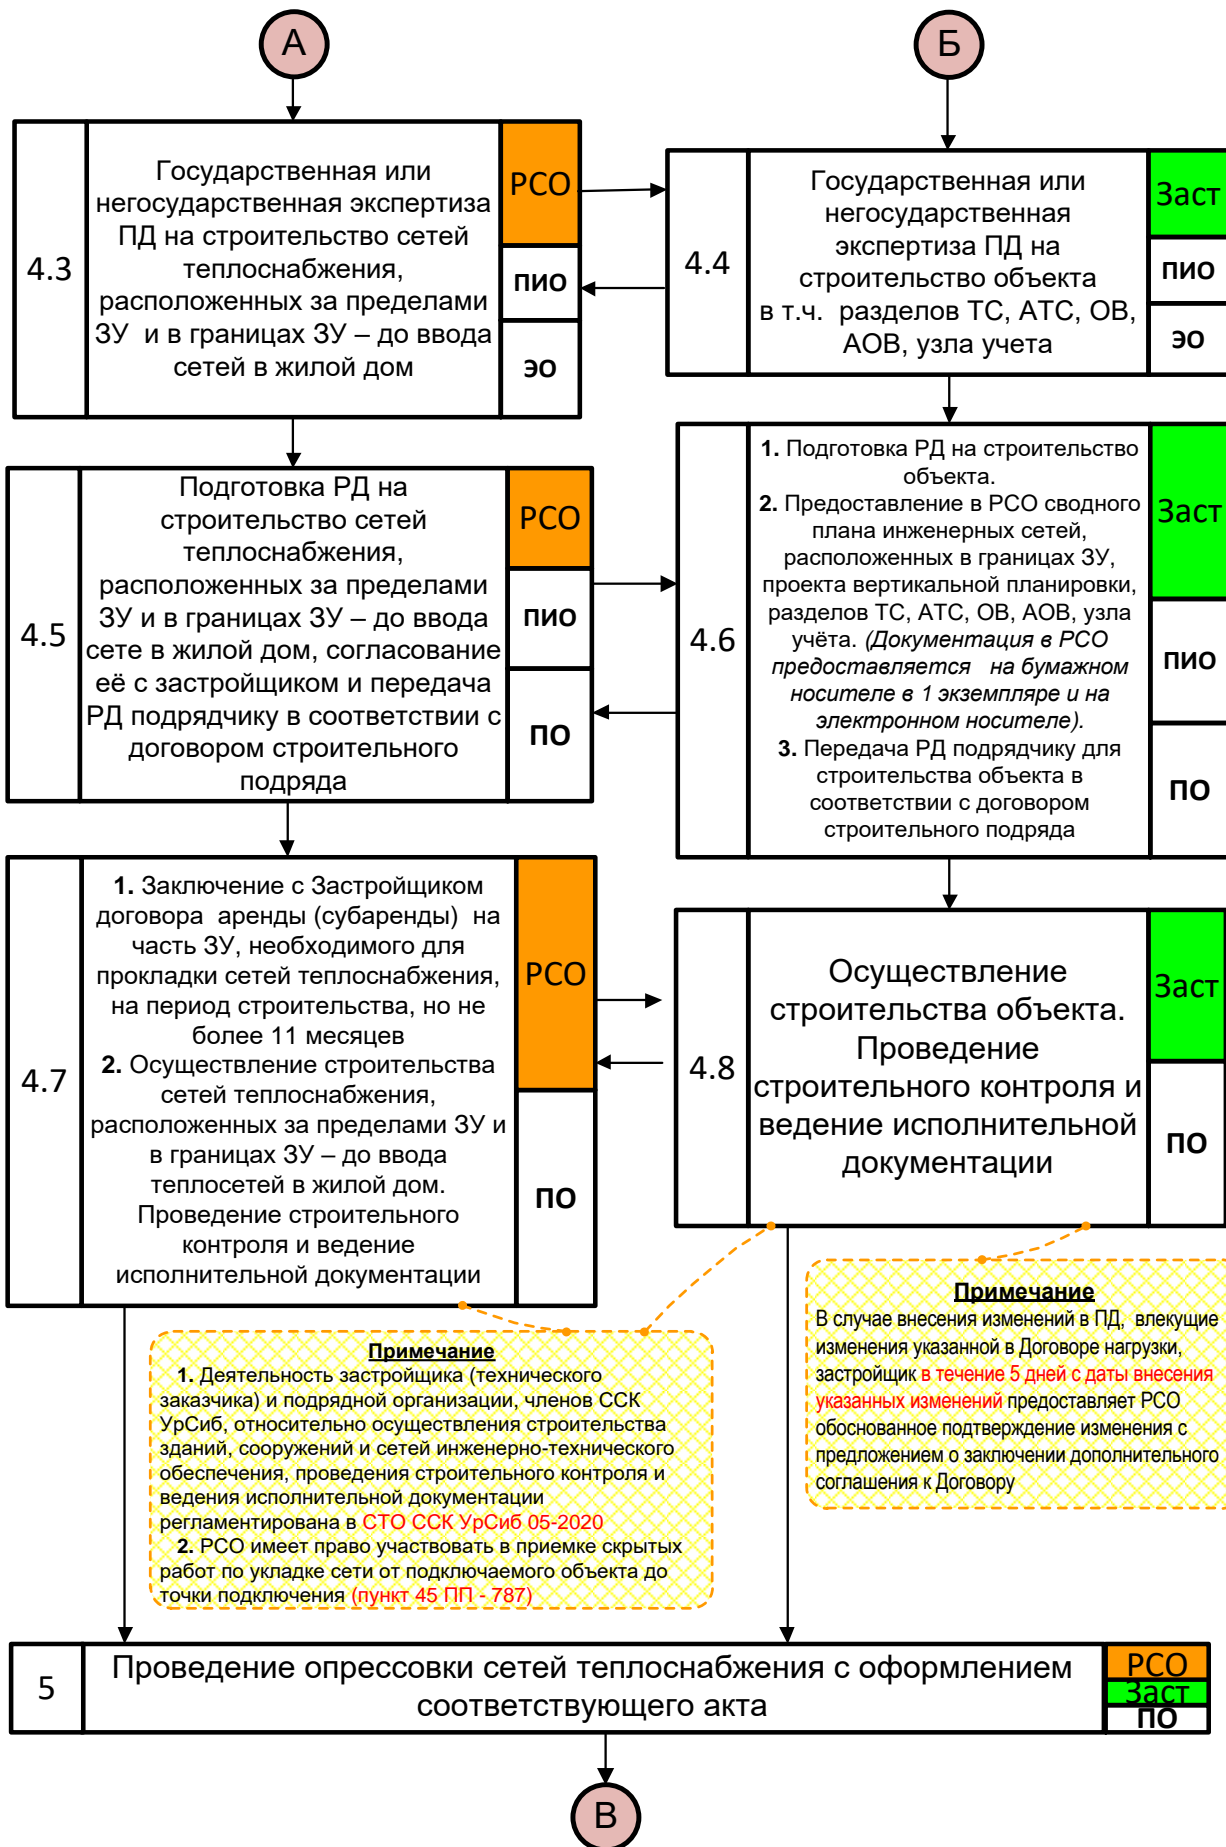 А
Б
4.3
Государственная или
негосударственная экспертиза
ПД на строительство сетей
теплоснабжения,
расположенных за пределами
ЗУ и в границах ЗУ – до ввода
сетей в жилой дом
РСО
ПИО
ЭО
4.4
Государственная или
негосударственная
экспертиза ПД на
строительство объекта
в т.ч. разделов ТС, АТС, ОВ,
АОВ, узла учета
Заст
ПИО
ЭО
4.5
Подготовка РД на
строительство сетей
теплоснабжения,
расположенных за пределами
ЗУ и в границах ЗУ – до ввода
сете в жилой дом, согласование
её с застройщиком и передача
РД подрядчику в соответствии с
договором строительного
подряда
РСО
ПИО
ПО
4.6
1. Подготовка РД на строительство
объекта.
2. Предоставление в РСО сводного
плана инженерных сетей,
расположенных в границах ЗУ,
проекта вертикальной планировки,
разделов ТС, АТС, ОВ, АОВ, узла
учёта. (Документация в РСО
предоставляется на бумажном
носителе в 1 экземпляре и на
электронном носителе).
3. Передача РД подрядчику для
строительства объекта в
соответствии с договором
строительного подряда
Заст
ПИО
ПО
4.7
1. Заключение с Застройщиком
договора аренды (субаренды) на
часть ЗУ, необходимого для
прокладки сетей теплоснабжения,
на период строительства, но не
более 11 месяцев
2. Осуществление строительства
сетей теплоснабжения,
расположенных за пределами ЗУ и
в границах ЗУ – до ввода
теплосетей в жилой дом.
Проведение строительного
контроля и ведение
исполнительной документации
РСО
ПО
4.8
Осуществление
строительства объекта.
Проведение
строительного контроля и
ведение исполнительной
документации
Заст
ПО
Примечание
1. Деятельность застройщика (технического
заказчика) и подрядной организации, членов ССК
УрСиб, относительно осуществления строительства
зданий, сооружений и сетей инженерно-технического
обеспечения, проведения строительного контроля и
ведения исполнительной документации
регламентирована в СТО ССК УрСиб 05-2020
2. РСО имеет право участвовать в приемке скрытых
работ по укладке сети от подключаемого объекта до
точки подключения (пункт 45 ПП - 787)
Примечание
В случае внесения изменений в ПД, влекущие
изменения указанной в Договоре нагрузки,
застройщик в течение 5 дней с даты внесения
указанных изменений предоставляет РСО
обоснованное подтверждение изменения с
предложением о заключении дополнительного
соглашения к Договору
5
Проведение опрессовки сетей теплоснабжения с оформлением
соответствующего акта
РСО
Заст
ПО
В